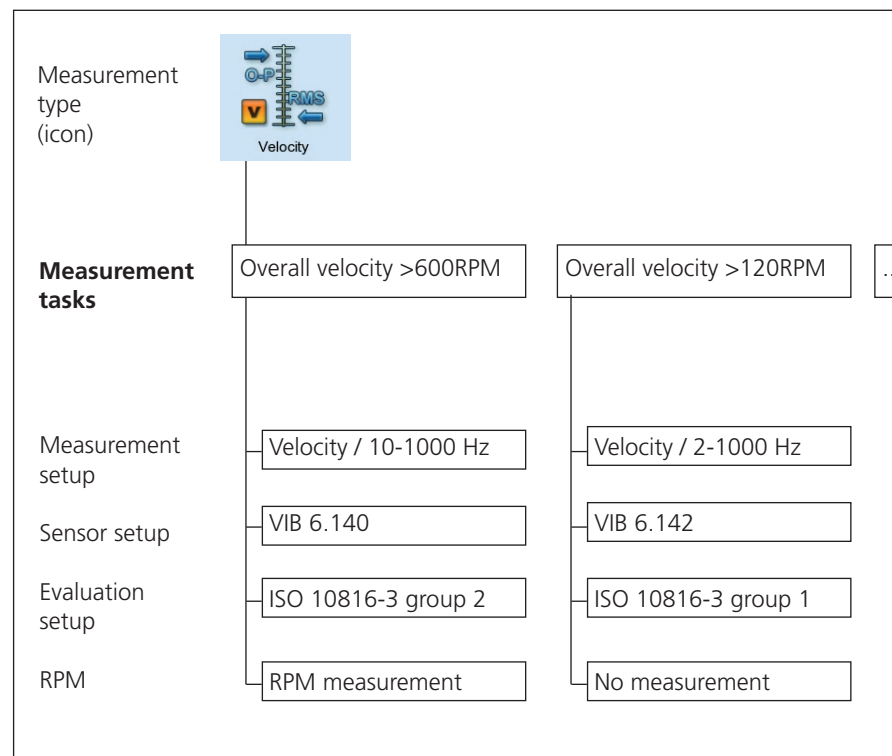 Measurement
type
(icon)
O-P
RMS
V
Velocity
Measurement
tasks
Overall velocity >600RPM
Overall velocity >120RPM
..
Measurement
setup
Velocity / 10-1000 Hz
Velocity / 2-1000 Hz
Sensor setup
VIB 6.140
VIB 6.142
Evaluation
setup
ISO 10816-3 group 2
ISO 10816-3 group 1
RPM
RPM measurement
No measurement